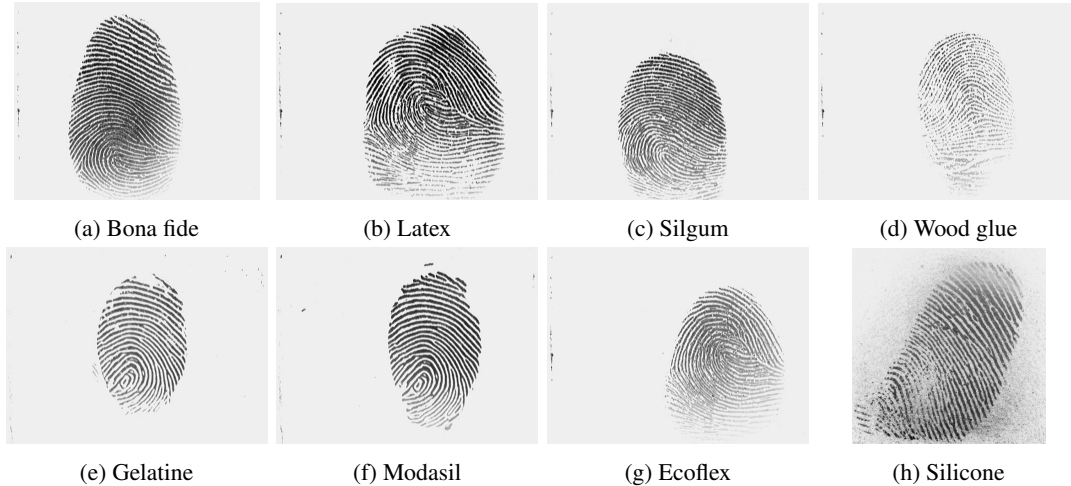 (a) Bona fide
(b) Latex
(c) Silgum
(d) Wood glue
(e) Gelatine
(f) Modasil
(g) Ecoflex
(h) Silicone